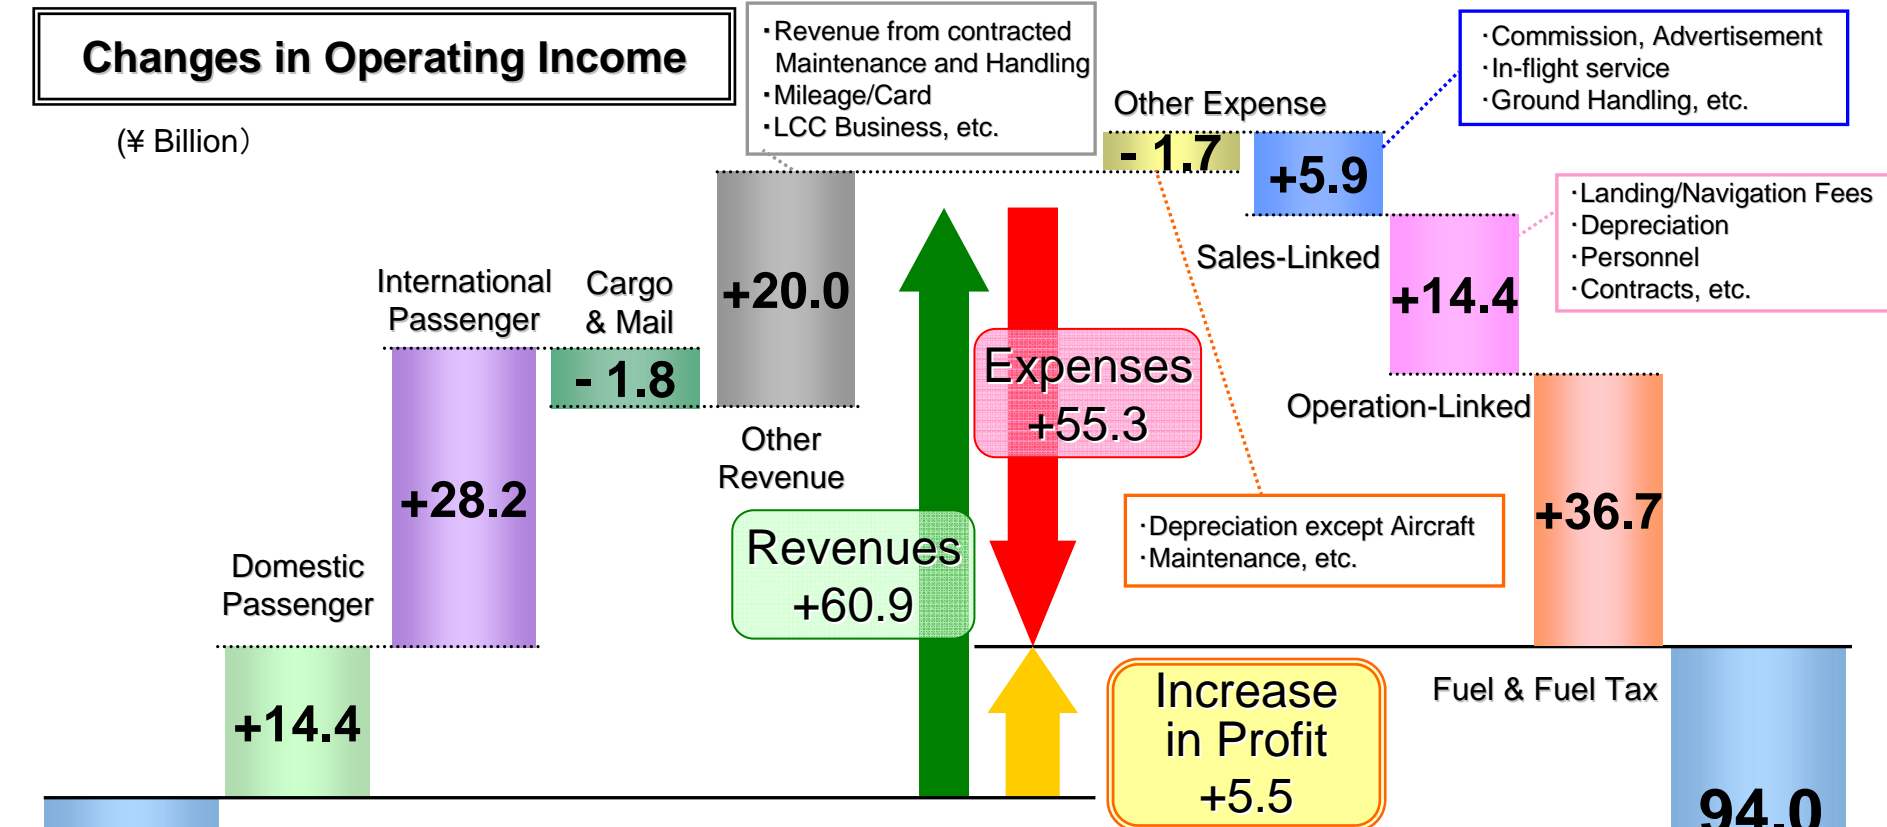 Changes in Operating Income
(¥ Billion）
・Revenue from contracted
Maintenance and Handling
・Mileage/Card
・LCC Business, etc.
Other Expense
- 1.7
+5.9
・Commission, Advertisement
・In-flight service
・Ground Handling, etc.
・Landing/Navigation Fees
・Depreciation
・Personnel
・Contracts, etc.
Sales-Linked
+14.4
International
Passenger
Cargo
& Mail
+20.0
- 1.8
Expenses
+55.3
Operation-Linked
Other
Revenue
+28.2
+36.7
・Depreciation except Aircraft
・Maintenance, etc.
Revenues
+60.9
Domestic
Passenger
+14.4
Increase
in Profit
+5.5
Fuel & Fuel Tax
94.0